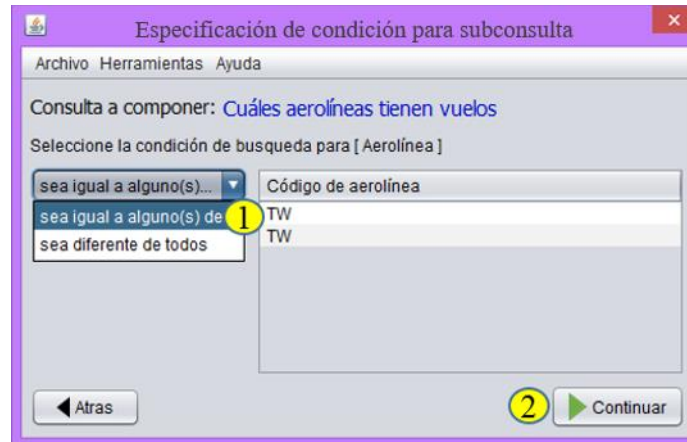 Especificación de condición para subconsulta
Archivo Herramientas Ayuda
Consulta a componer: Cuáles aerolíneas tienen vuelos
Seleccione la condición de busqueda para [ Aerolínea ]
sea igual a alguno(s)... Código de aerolínea
sea igual a alguno(s) de 1 TW
sea diferente de todos TW
Atras 2 Continuar